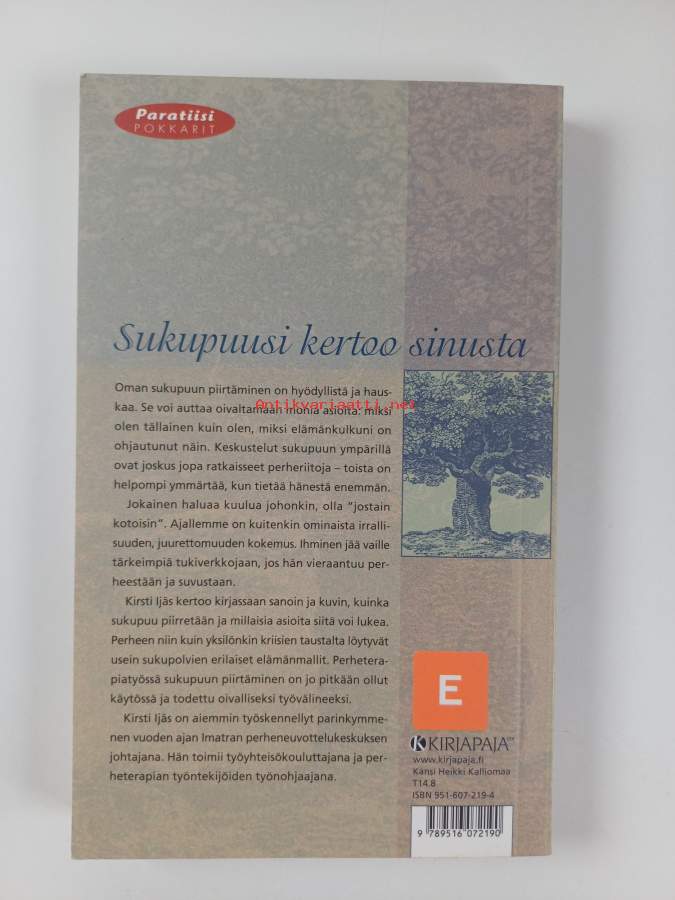 Paratiisi
POKKARIT
Sukupuusi kertoo sinusta
Oman sukupuun piirtäminen on hyödyllistä ja haus-
kaa. Se voi auttaa oivaltamaan monia asioita: miksi
Antikvariaatti.net
olen tällainen kuin olen, miksi elämänkulkuni on
ohjautunut näin. Keskustelut sukupuun ympärillä
ovat joskus jopa ratkaisseet perheriitoja – toista on
helpompi ymmärtää, kun tietää hänestä enemmän.
Jokainen haluaa kuulua johonkin, olla ”jostain
kotoisin”. Ajallemme on kuitenkin ominaista irralli-
suuden, juurettomuuden kokemus. Ihminen jää vaille
tärkeimpiä tukiverkkojaan, jos hän vieraantuu per-
heestään ja suvustaan.
Kirsti Ijäs kertoo kirjassaan sanoin ja kuvin, kuinka
sukupuu piirretään ja millaisia asioita siitä voi lukea.
Perheen niin kuin yksilönkin kriisien taustalta löytyvät
usein sukupolvien erilaiset elämänmallit. Perhetera-
piatyössä sukupuun piirtäminen on jo pitkään ollut
käytössä ja todettu oivalliseksi työvälineeksi.
Kirsti Ijäs on aiemmin työskennellyt parinkymme-
nen vuoden ajan Imatran perheneuvottelukeskuksen
johtajana. Hän toimii työyhteisökouluttajana ja per-
heterapian työntekijöiden työnohjaajana.
E
KIRJAPAJA™
www.kirjapaja.fi
Kansi Heikki Kalliomaa
T14.8
ISBN 951-607-219-4
9 789516 072190